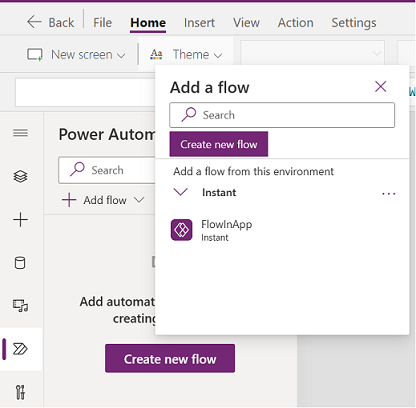 Back File Home Insert View Action Settings
New screen Theme
Add a flow
Search
Create new flow
Power Autom
Search
Add flow
Add a flow from this environment
Instant
FlowInApp
Instant
Add automat
creating
Create new flow